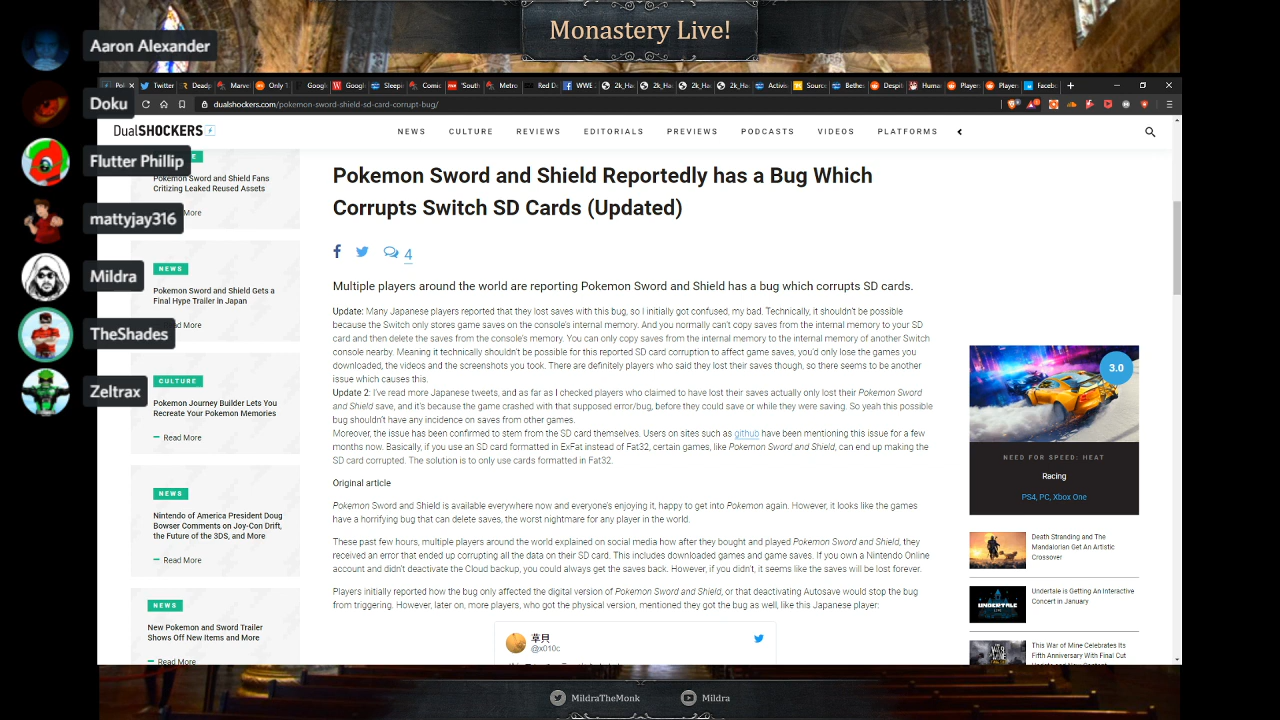 Monastery Live!
Aaron Alexander
Doku
Flutter Phillip
mattyjay316
Mildra
TheShades
Zeltrax
Twitter
Deadp
Marve
Only 1
Googl
Googl
Sleepi
Comic
"South
Metro
Red D
WWE
2k_Ha
2k_Ha
2k_Ha
Activis
Source
Bethes
Despit
Human
Player
Player
Faceb
dualshockers.com/pokemon-sword-shield-sd-card-corrupt-bug/
DualSHOCKERS
NEWS
CULTURE
REVIEWS
EDITORIALS
PREVIEWS
PODCASTS
VIDEOS
PLATFORMS
Pokemon Sword and Shield Fans
Critizing Leaked Reused Assets
More
NEWS
Pokemon Sword and Shield Gets a
Final Hype Trailer in Japan
More
CULTURE
Pokemon Journey Builder Lets You
Recreate Your Pokemon Memories
Read More
NEWS
Nintendo of America President Doug
Bowser Comments on Joy-Con Drift,
the Future of the 3DS, and More
Read More
NEWS
New Pokemon and Sword Trailer
Shows Off New Items and More
Read More
Pokemon Sword and Shield Reportedly has a Bug Which
Corrupts Switch SD Cards (Updated)
4
Multiple players around the world are reporting Pokemon Sword and Shield has a bug which corrupts SD cards.
Update: Many Japanese players reported that they lost saves with this bug, so I initially got confused, my bad. Technically, it shouldn't be possible
because the Switch only stores game saves on the console's internal memory. And you normally can't copy saves from the internal memory to your SD
card and then delete the saves from the console's memory. You can only copy saves from the internal memory to the internal memory of another Switch
console nearby. Meaning it technically shouldn't be possible for this reported SD card corruption to affect game saves, you'd only lose the games you
downloaded, the videos and the screenshots you took. There are definitely players who said they lost their saves though, so there seems to be another
issue which causes this.
Update 2: I've read more Japanese tweets, and as far as I checked players who claimed to have lost their saves actually only lost their Pokemon Sword
and Shield save, and it's because the game crashed with that supposed error/bug, before they could save or while they were saving. So yeah this possible
bug shouldn't have any incidence on saves from other games.
Moreover, the issue has been confirmed to stem from the SD card themselves. Users on sites such as github have been mentioning this issue for a few
months now. Basically, if you use an SD card formatted in ExFat instead of Fat32, certain games, like Pokemon Sword and Shield, can end up making the
SD card corrupted. The solution is to only use cards formatted in Fat32.
Original article
Pokemon Sword and Shield is available everywhere now and everyone's enjoying it, happy to get into Pokemon again. However, it looks like the games
have a horrifying bug that can delete saves, the worst nightmare for any player in the world.
These past few hours, multiple players around the world explained on social media how after they bought and played Pokemon Sword and Shield, they
received an error that ended up corrupting all the data on their SD card. This includes downloaded games and game saves. If you own a Nintendo Online
account and didn't deactivate the Cloud backup, you could always get the saves back. However, if you didn't, it seems like the saves will be lost forever.
Players initially reported how the bug only affected the digital version of Pokemon Sword and Shield, or that deactivating Autosave would stop the bug
from triggering. However, later on, more players, who got the physical version, mentioned they got the bug as well, like this Japanese player:
草貝
@x010c
3.0
NEED FOR SPEED: HEAT
Racing
PS4, PC, Xbox One
Death Stranding and The
Mandalorian Get An Artistic
Crossover
UNDERTALE
Undertale is Getting An Interactive
Concert in January
This War of Mine Celebrates Its
Fifth Anniversary With Final Cut
MildraTheMonk
Mildra